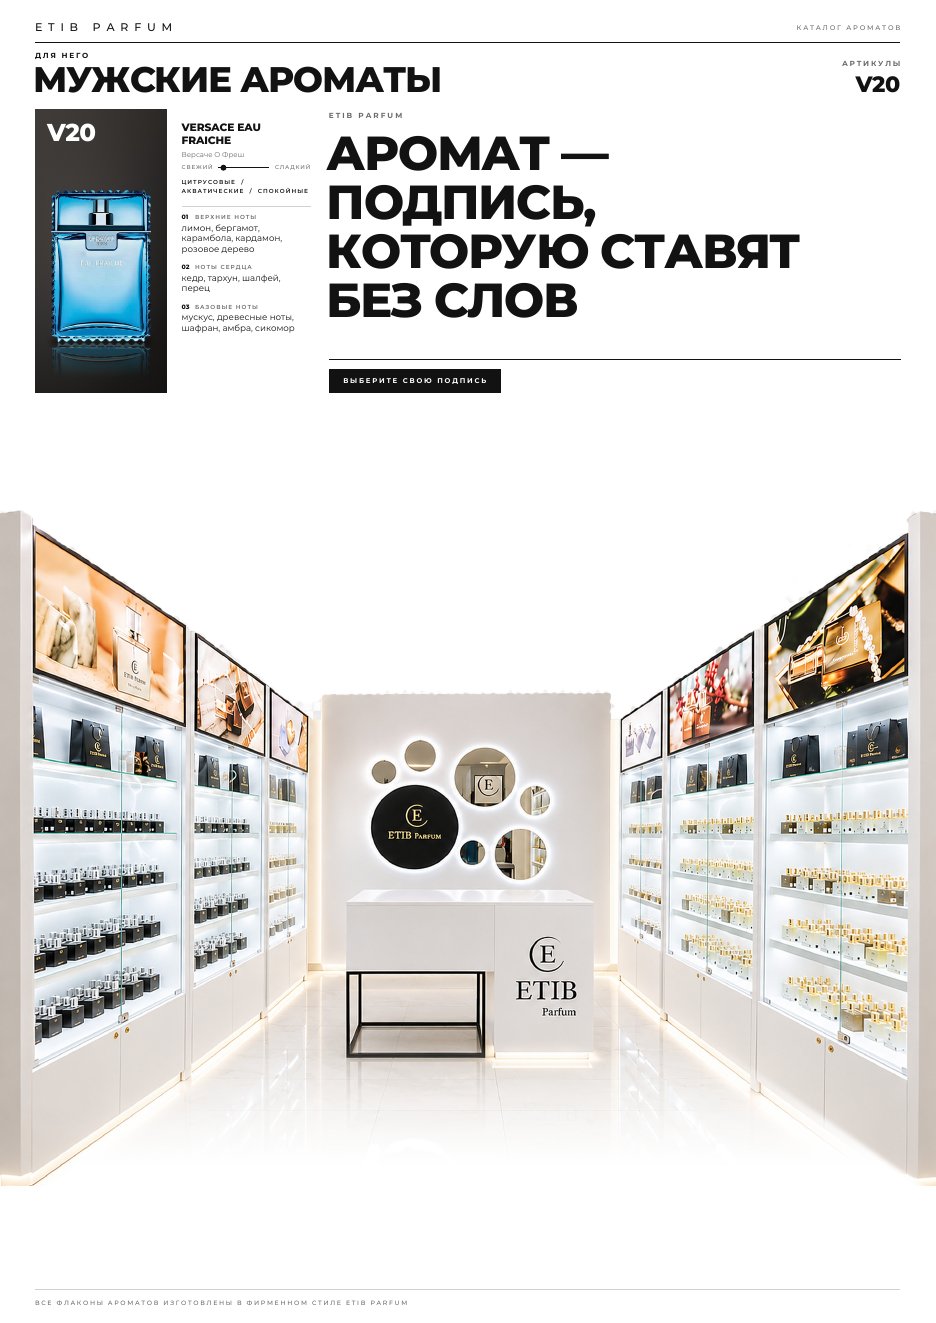 ETIB PARFUM
КАТАЛОГ АРОМАТОВ
ДЛЯ НЕГО
МУЖСКИЕ АРОМАТЫ
АРТИКУЛЫ
V20
V20
EAU FRAICHE
VERSACE EAU
FRAICHE
Версаче О Фреш
СВЕЖИЙ СЛАДКИЙ
ЦИТРУСОВЫЕ /
АКВАТИЧЕСКИЕ / СПОКОЙНЫЕ
01 ВЕРХНИЕ НОТЫ
лимон, бергамот,
карамбола, кардамон,
розовое дерево
02 НОТЫ СЕРДЦА
кедр, тархун, шалфей,
перец
03 БАЗОВЫЕ НОТЫ
мускус, древесные ноты,
шафран, амбра, сикомор
ETIB PARFUM
АРОМАТ —
ПОДПИСЬ,
КОТОРУЮ СТАВЯТ
БЕЗ СЛОВ
ВЫБЕРИТЕ СВОЮ ПОДПИСЬ
E
ETIB PARFUM
E
E
ETIB
Parfum
ВСЕ ФЛАКОНЫ АРОМАТОВ ИЗГОТОВЛЕНЫ В ФИРМЕННОМ СТИЛЕ ETIB PARFUM